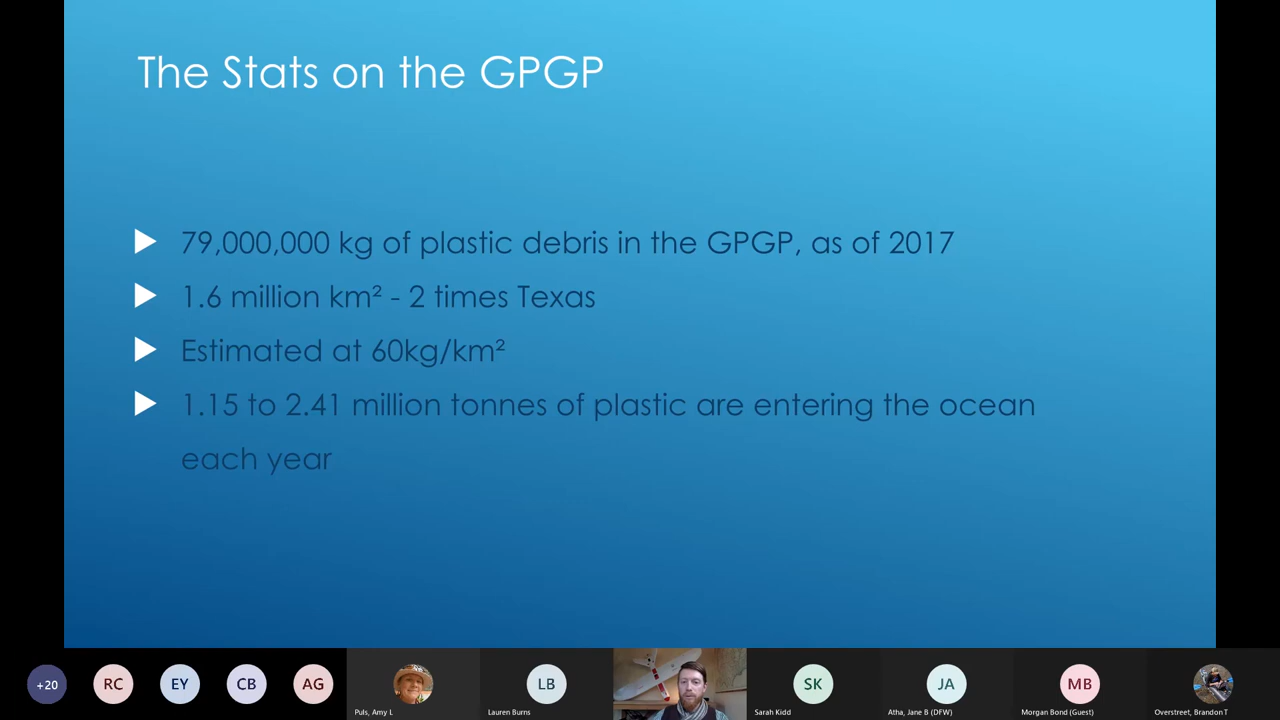 The Stats on the GPGP
79,000,000 kg of plastic debris in the GPGP, as of 2017
1.6 million km² - 2 times Texas
Estimated at 60kg/km²
1.15 to 2.41 million tonnes of plastic are entering the ocean
each year
+20
RC
EY
CB
AG
Puls, Amy L
LB
Lauren Burns
SK
Sarah Kidd
JA
Atha, Jane B (DFW)
MB
Morgan Bond (Guest)
Overstreet, Brandon T